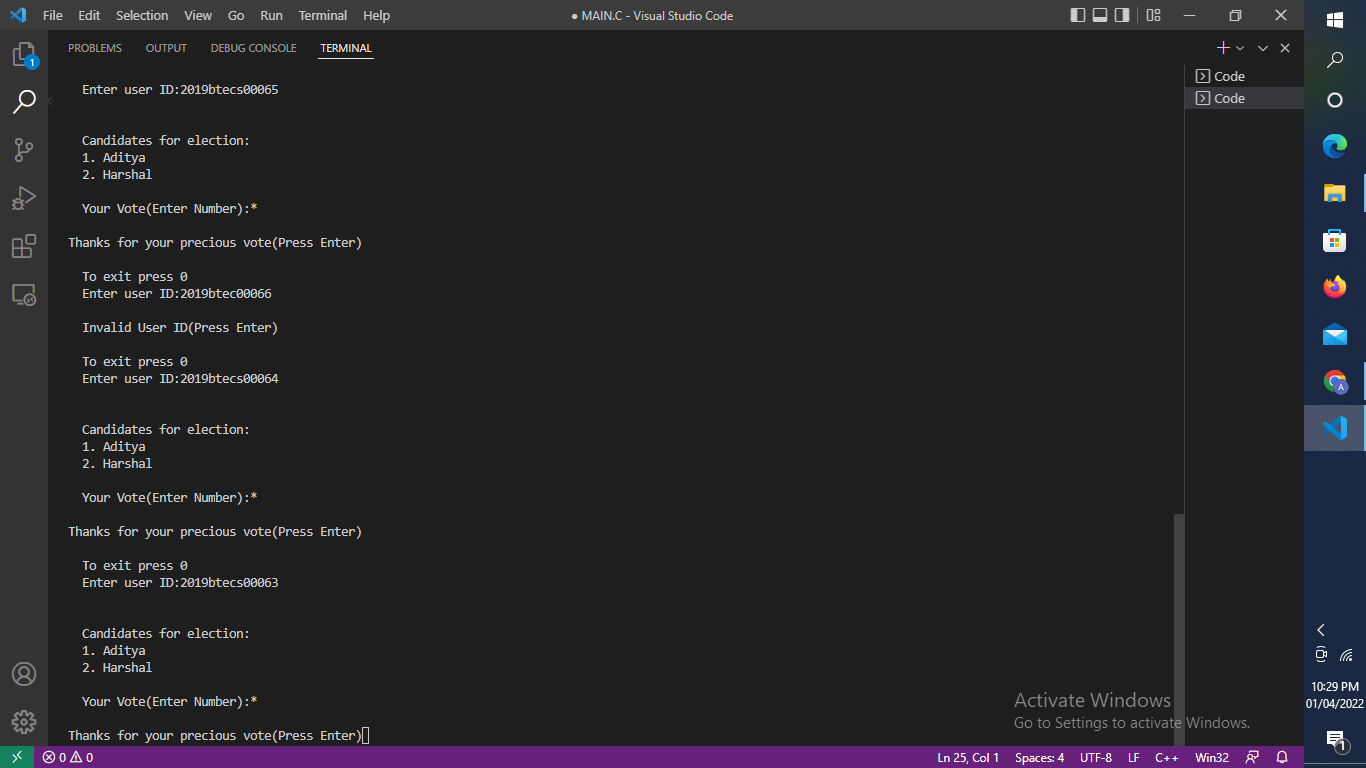 File Edit Selection View Go Run Terminal Help
● MAIN.C - Visual Studio Code
PROBLEMS OUTPUT DEBUG CONSOLE TERMINAL
1
Code
Code
Enter user ID:2019btecs00065
Candidates for election:
1. Aditya
2. Harshal
Your Vote(Enter Number):*
Thanks for your precious vote(Press Enter)
To exit press 0
Enter user ID:2019btec00066
Invalid User ID(Press Enter)
To exit press 0
Enter user ID:2019btecs00064
Candidates for election:
1. Aditya
2. Harshal
Your Vote(Enter Number):*
Thanks for your precious vote(Press Enter)
To exit press 0
Enter user ID:2019btecs00063
Candidates for election:
1. Aditya
2. Harshal
Your Vote(Enter Number):*
Thanks for your precious vote(Press Enter)
Activate Windows
Go to Settings to activate Windows.
0 0
Ln 25, Col 1 Spaces: 4 UTF-8 LF C++ Win32
A
10:29 PM
01/04/2022
1